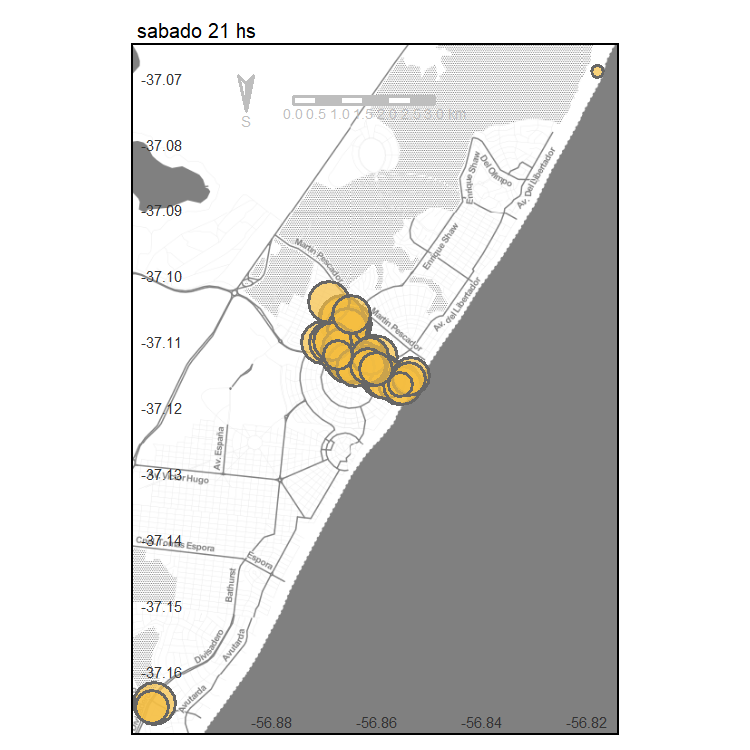 sabado 21 hs
-37.07
0.0 0.5 1.0 1.5 2.0 2.5 3.0 km
S
-37.08
Enrique Shaw
Del Olimpo
Av. Del Libertador
-37.09
Enrique Shaw
Martín Pescador
-37.10
Martín Pescador
Av. del Libertador
-37.11
-37.12
Av. España
-37.13
Hugo
-37.14
Espora
Espora
Bathurst
-37.15
Divisadero
Avutarda
-37.16
Avutarda
-56.88
-56.86
-56.84
-56.82